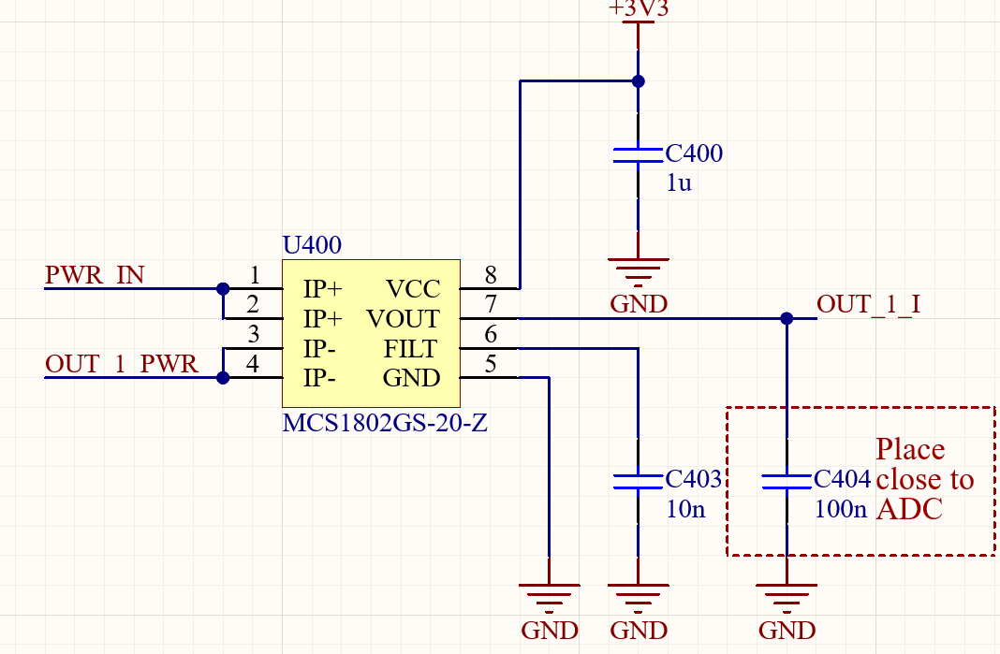 +3V3
C400
1u
GND
U400
PWR_IN
1
2
3
4
OUT_1_PWR
IP+
IP+
IP-
IP-
VCC
VOUT
FILT
GND
8
7
6
5
MCS1802GS-20-Z
OUT_1_I
C403
10n
C404
100n
Place
close to
ADC
GND
GND
GND